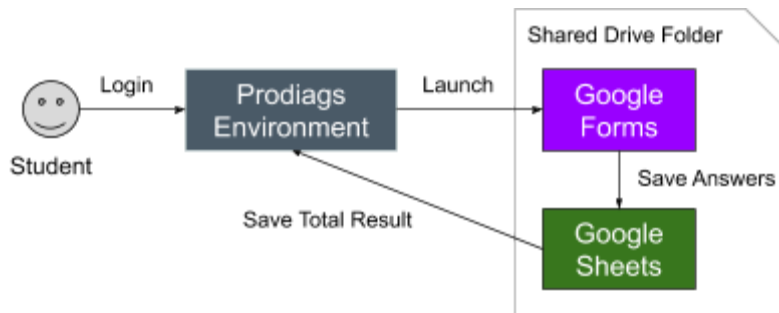 Shared Drive Folder
Login
Prodiags
Environment
Launch
Google
Forms
Student
Save Answers
Save Total Result
Google
Sheets